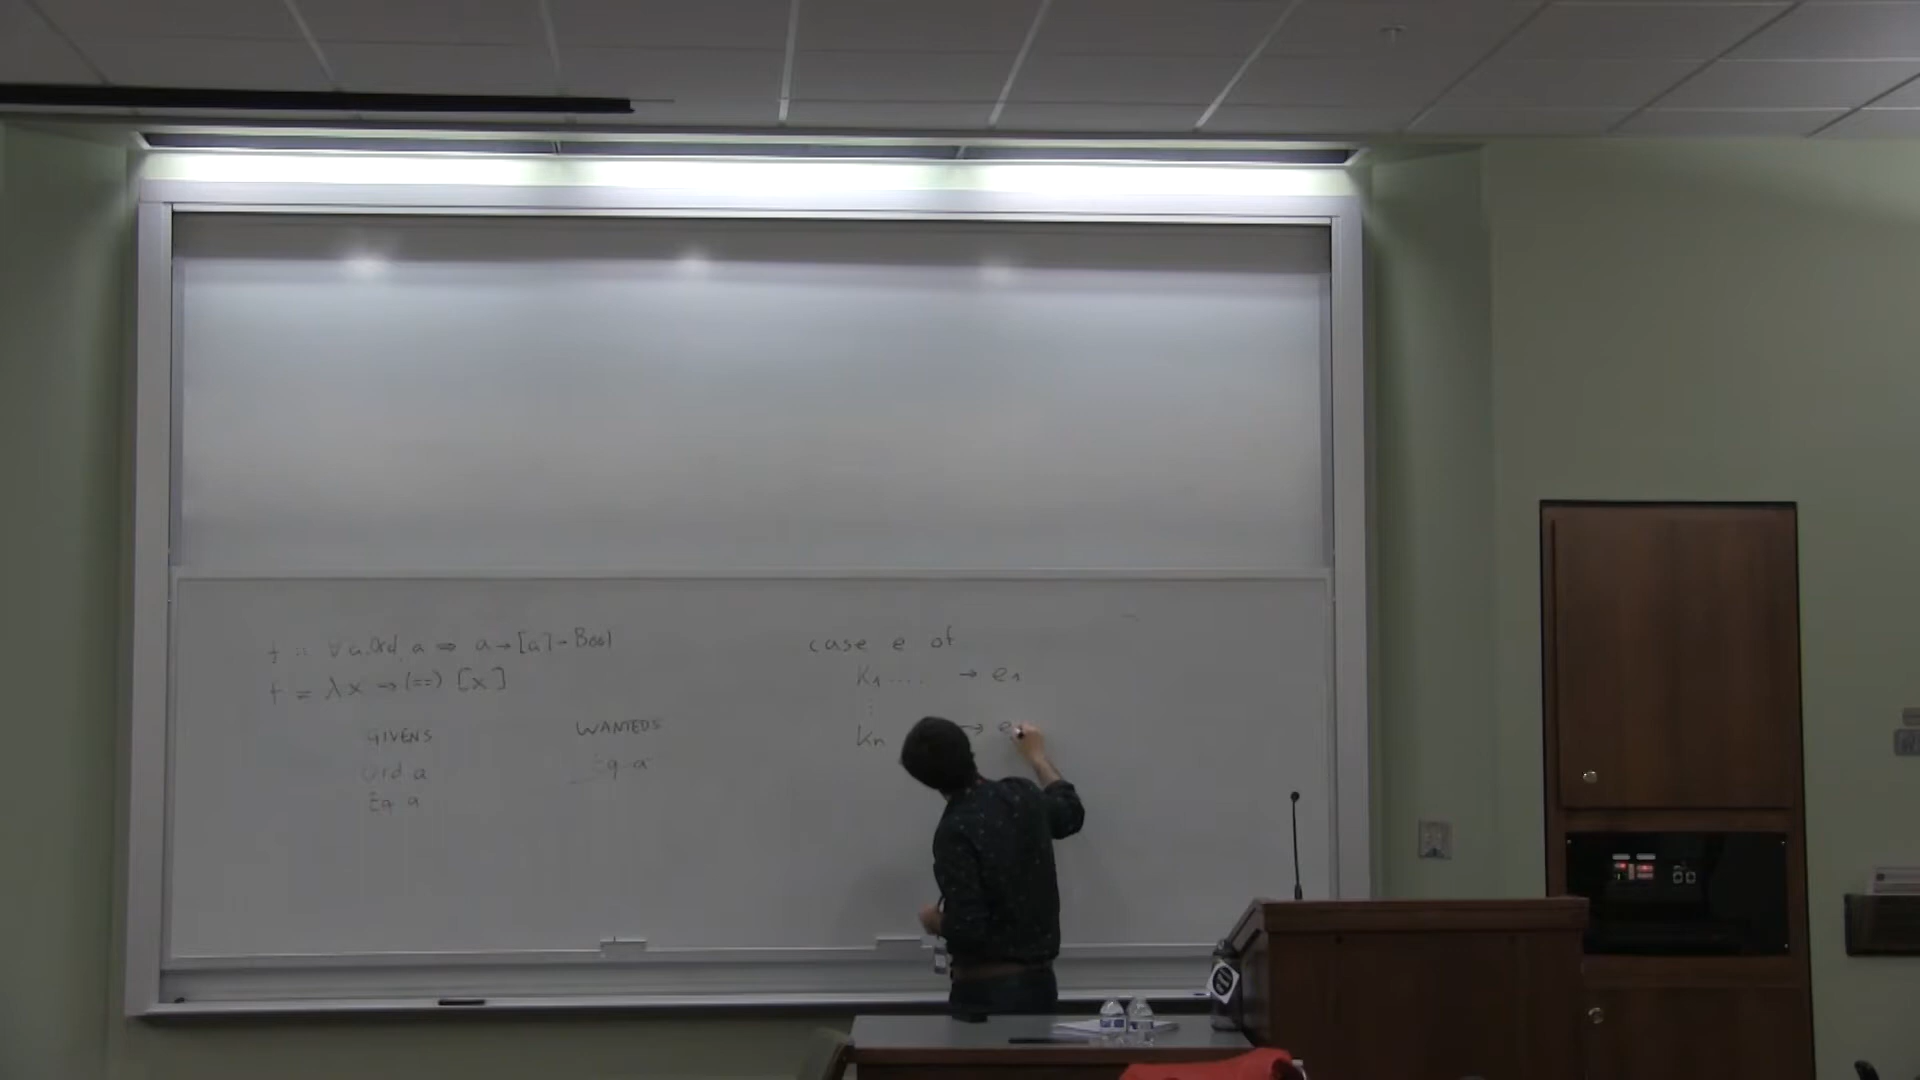 f :: ∀a. Ord a ⇒ a → [a] → Bool
f = λx → (==) [x]
GIVENS
Ord a
Eq a
WANTEDS
Eq a
case e of
K1 .... → e1
⋮
Kn → e